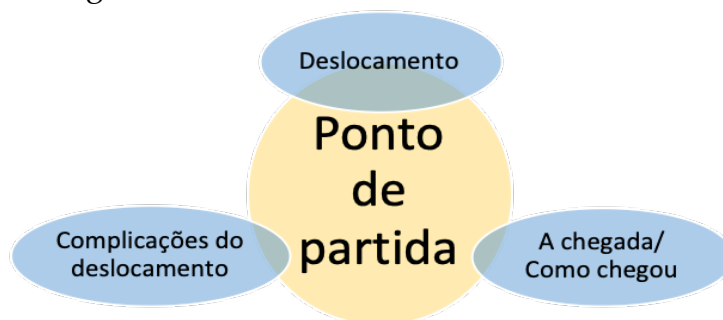 Deslocamento
Ponto
de
partida
Complicações do
deslocamento
A chegada/
Como chegou